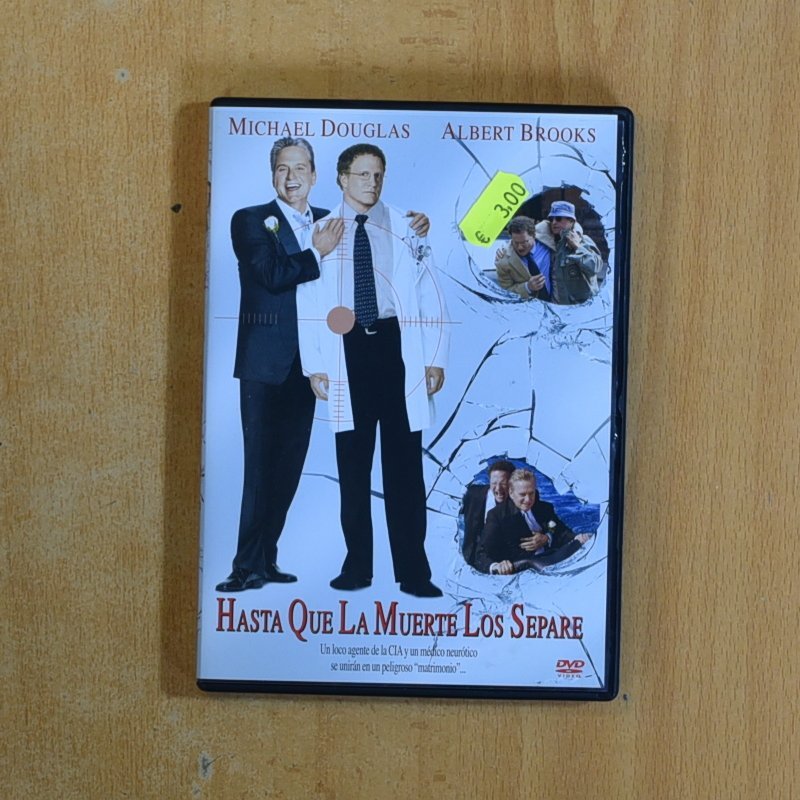 MICHAEL DOUGLAS ALBERT BROOKS
€ 3,00
HASTA QUE LA MUERTE LOS SEPARE
Un loco agente de la CIA y un médico neurótico
se unirán en un peligroso "matrimonio"...
DVD
VIDEO